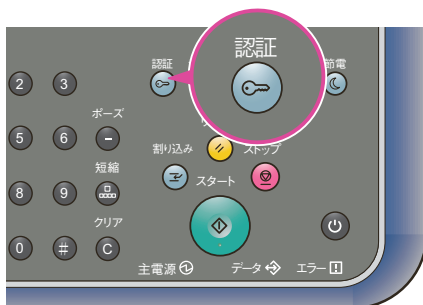 認証
認証
節電
2 3
ポーズ
5 6 −
割り込み
ストップ
短縮
スタート
8 9
クリア
0 # C
主電源
データ
エラー